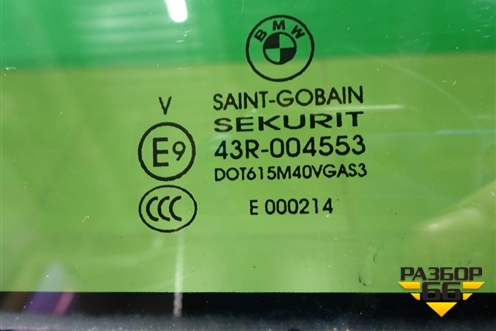 BMW
V SAINT-GOBAIN
SEKURIT
E9 43R-004553
DOT615M40VGAS3
CCC E 000214
РАЗБОР
66